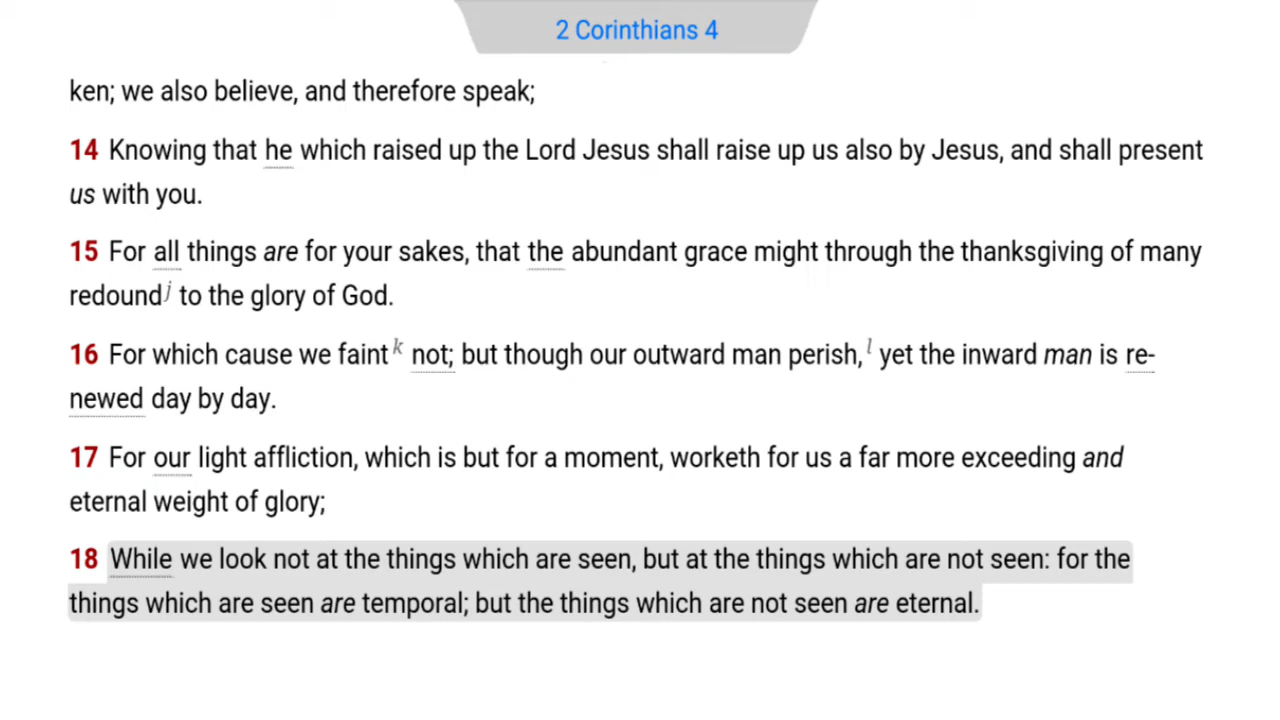 2 Corinthians 4
ken; we also believe, and therefore speak;
14 Knowing that he which raised up the Lord Jesus shall raise up us also by Jesus, and shall present
us with you.
15 For all things are for your sakes, that the abundant grace might through the thanksgiving of many
redound j to the glory of God.
16 For which cause we faint k not; but though our outward man perish, l yet the inward man is re-
newed day by day.
17 For our light affliction, which is but for a moment, worketh for us a far more exceeding and
eternal weight of glory;
18 While we look not at the things which are seen, but at the things which are not seen: for the
things which are seen are temporal; but the things which are not seen are eternal.